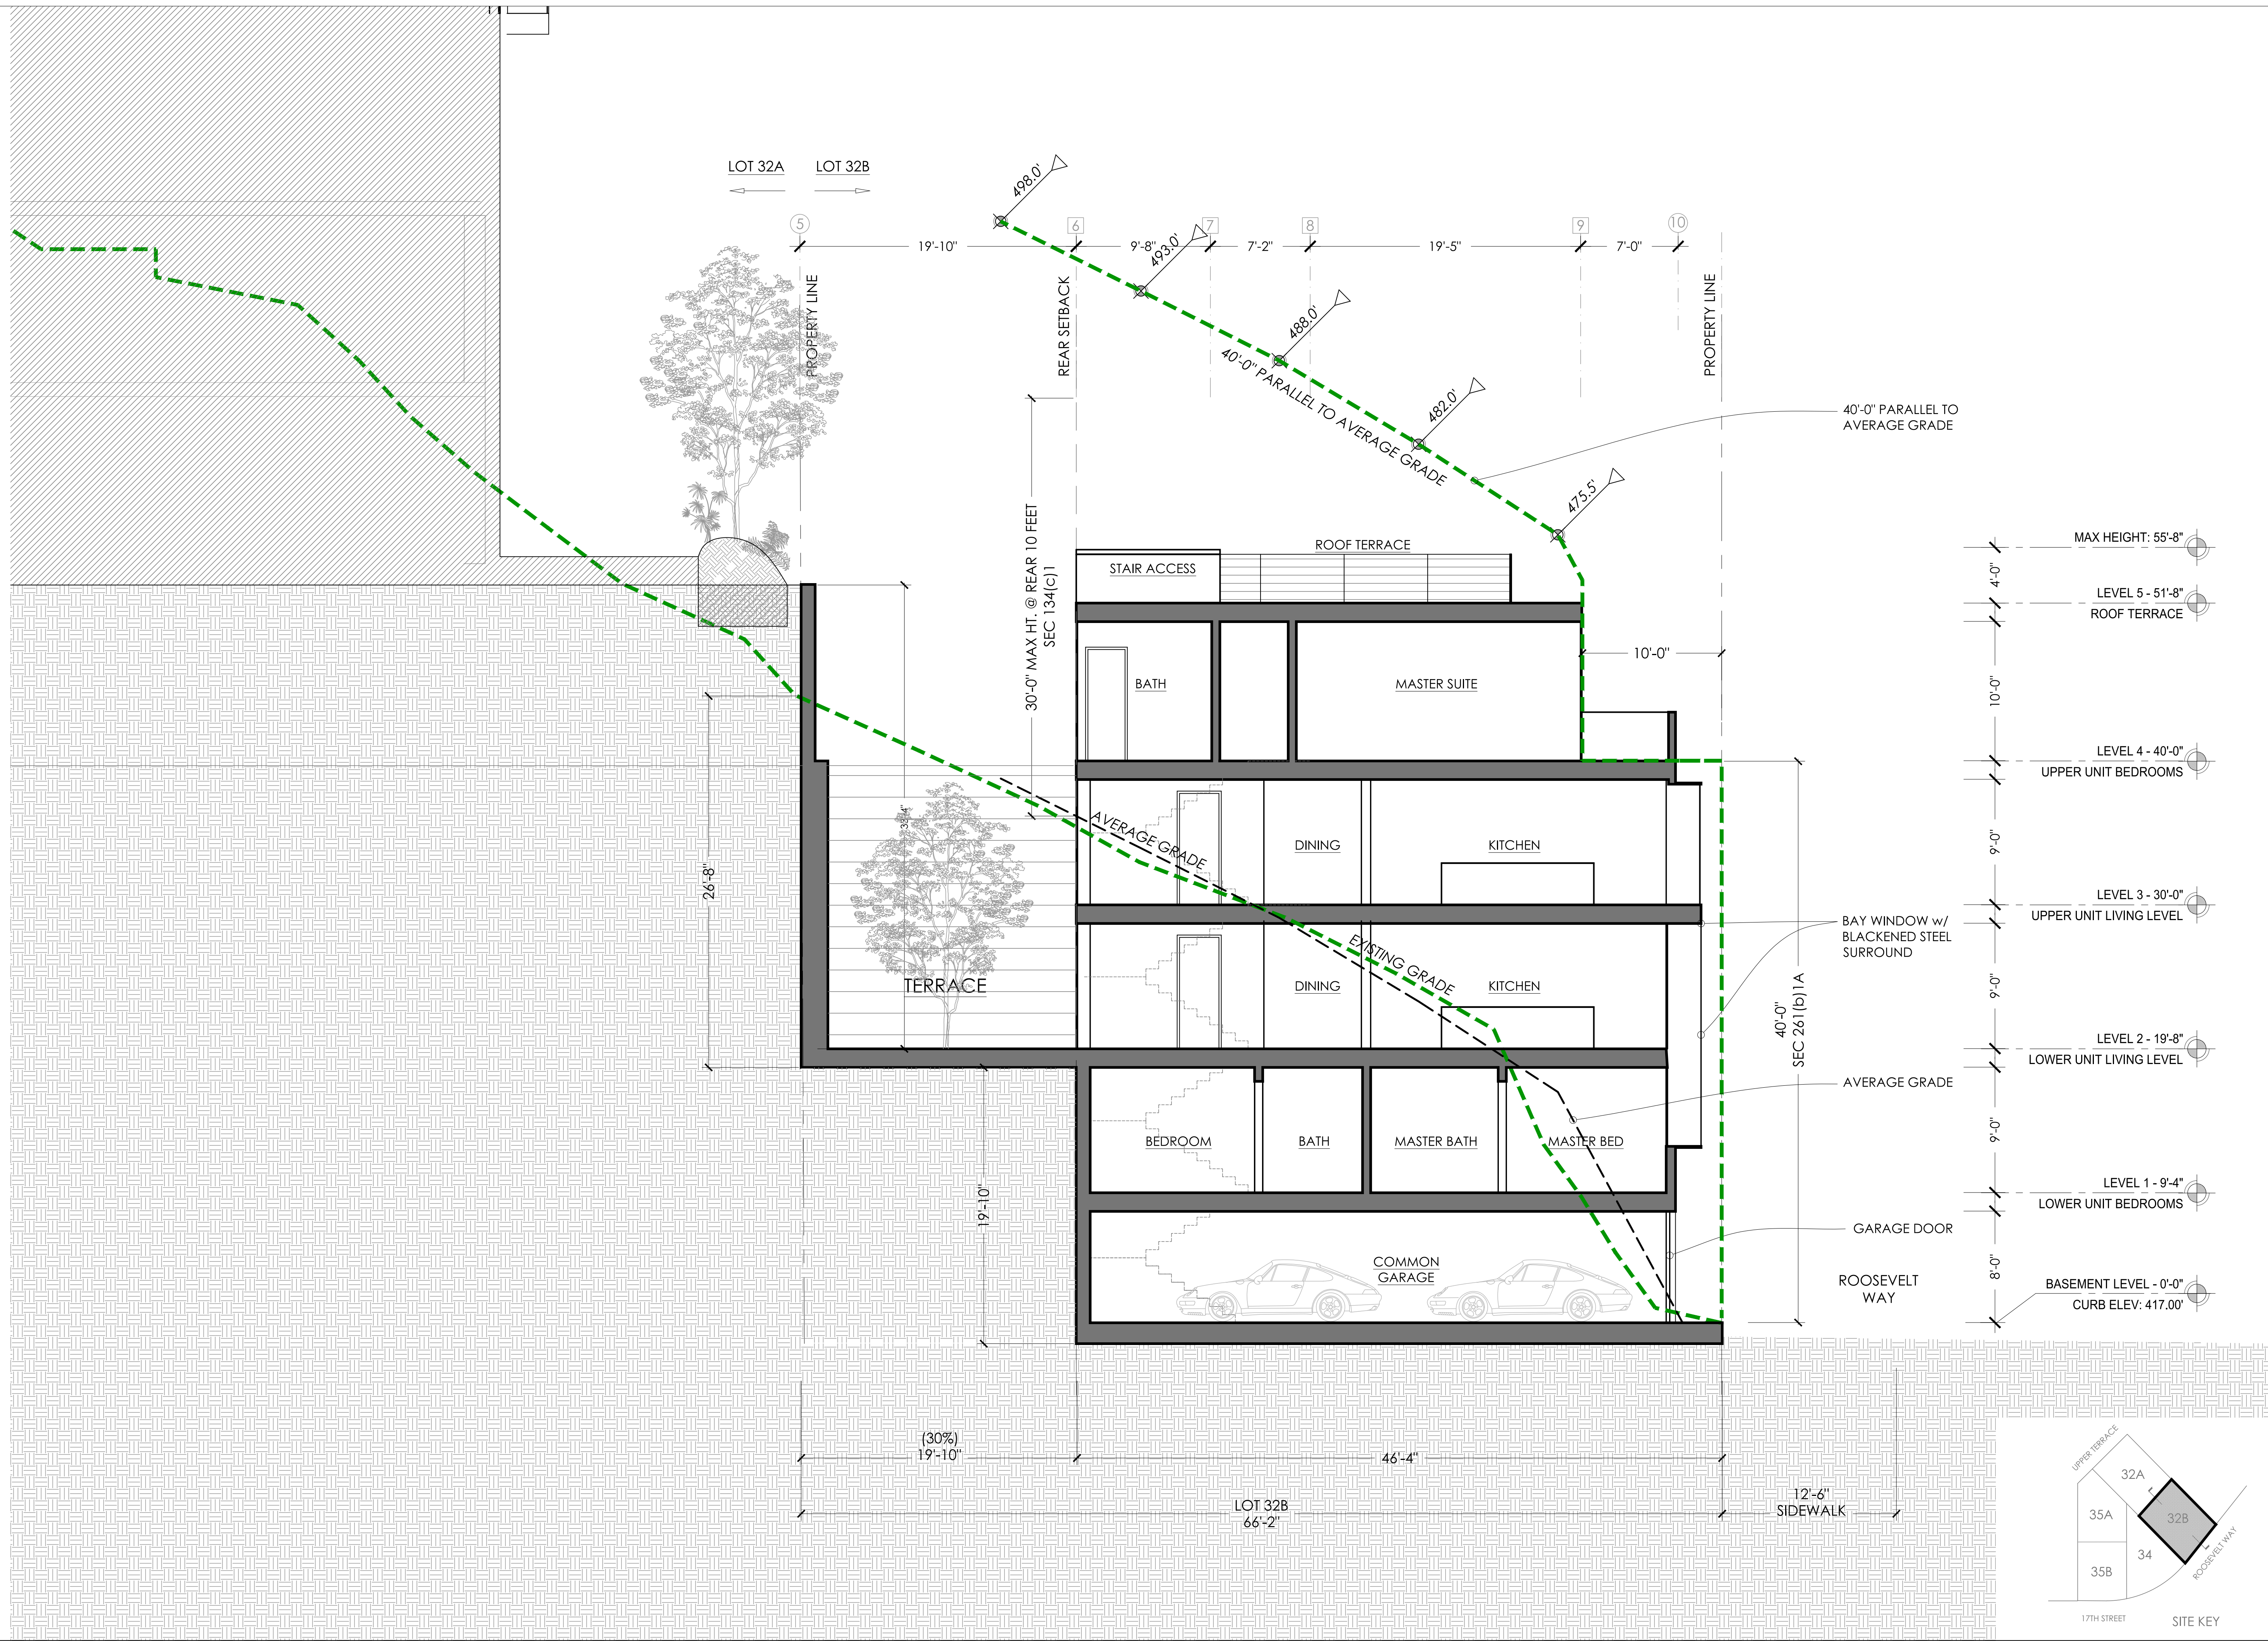 LOT 32A
LOT 32B
498.0'
5
6
7
8
9
10
19'-10"
9'-8"
493.0'
7'-2"
19'-5"
7'-0"
PROPERTY LINE
REAR SETBACK
PROPERTY LINE
488.0'
482.0'
475.5'
40'-0" PARALLEL TO AVERAGE GRADE
40'-0" PARALLEL TO
AVERAGE GRADE
30'-0" MAX HT. @ REAR 10 FEET
SEC 134(c)1
ROOF TERRACE
STAIR ACCESS
MAX HEIGHT: 55'-8"
4'-0"
LEVEL 5 - 51'-8"
ROOF TERRACE
10'-0"
BATH
MASTER SUITE
10'-0"
LEVEL 4 - 40'-0"
UPPER UNIT BEDROOMS
26'-8"
33'-4"
AVERAGE GRADE
DINING
KITCHEN
9'-0"
LEVEL 3 - 30'-0"
UPPER UNIT LIVING LEVEL
BAY WINDOW w/
BLACKENED STEEL
SURROUND
EXISTING GRADE
TERRACE
DINING
KITCHEN
40'-0"
SEC 261(b)1A
9'-0"
LEVEL 2 - 19'-8"
LOWER UNIT LIVING LEVEL
AVERAGE GRADE
BEDROOM
BATH
MASTER BATH
MASTER BED
9'-0"
19'-10"
LEVEL 1 - 9'-4"
LOWER UNIT BEDROOMS
GARAGE DOOR
COMMON
GARAGE
8'-0"
ROOSEVELT
WAY
BASEMENT LEVEL - 0'-0"
CURB ELEV: 417.00'
(30%)
19'-10"
46'-4"
LOT 32B
66'-2"
12'-6"
SIDEWALK
UPPER TERRACE
32A
35A
32B
34
35B
ROOSEVELT WAY
17TH STREET
SITE KEY